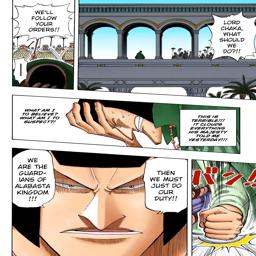 LORD
CHAKA,
WHAT
SHOULD
WE
DO?!!
WE'LL
FOLLOW
YOUR
ORDERS!!
THIS IS
TERRIBLE!!!
IT CLOUDS
EVERYTHING
HIS MAJESTY
TOLD ME
YESTERDAY!!!
WHAT AM I
TO BELIEVE?
WHAT AM I TO
SUSPECT?!
THEN
WE MUST
JUST DO
OUR
DUTY!!
WE
ARE THE
GUARD-
IANS OF
ALABASTA
KINGDOM
!!!